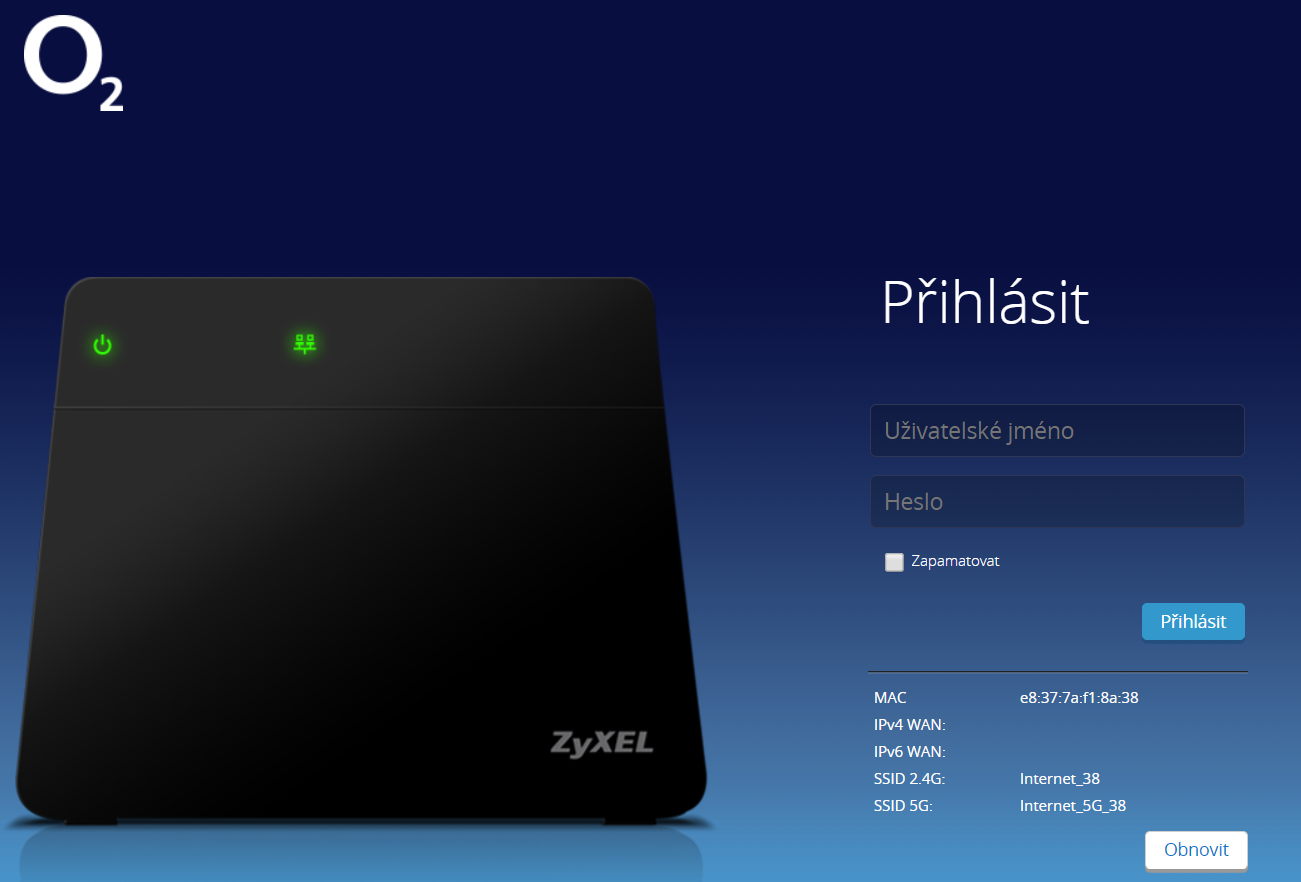 O2
Přihlásit
Uživatelské jméno
Heslo
Zapamatovat
Přihlásit
ZyXEL
MAC e8:37:7a:f1:8a:38
IPv4 WAN:
IPv6 WAN:
SSID 2.4G: Internet_38
SSID 5G: Internet_5G_38
Obnovit